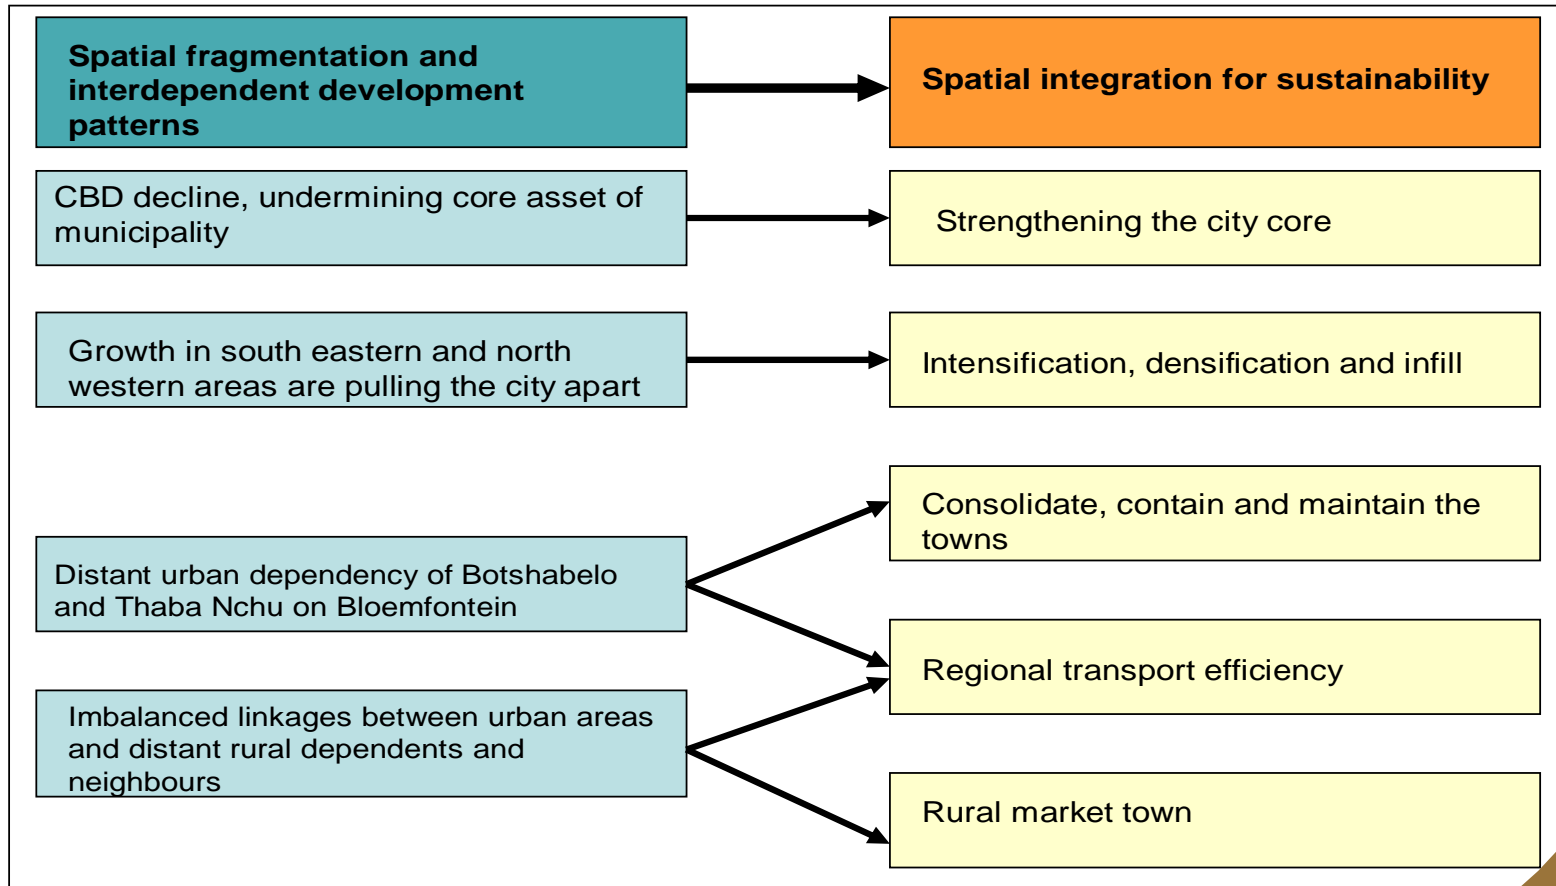 Spatial fragmentation and
interdependent development
patterns
Spatial integration for sustainability
CBD decline, undermining core asset of
municipality
Strengthening the city core
Growth in south eastern and north
western areas are pulling the city apart
Intensification, densification and infill
Distant urban dependency of Botshabelo
and Thaba Nchu on Bloemfontein
Consolidate, contain and maintain the
towns
Regional transport efficiency
Imbalanced linkages between urban areas
and distant rural dependents and
neighbours
Rural market town